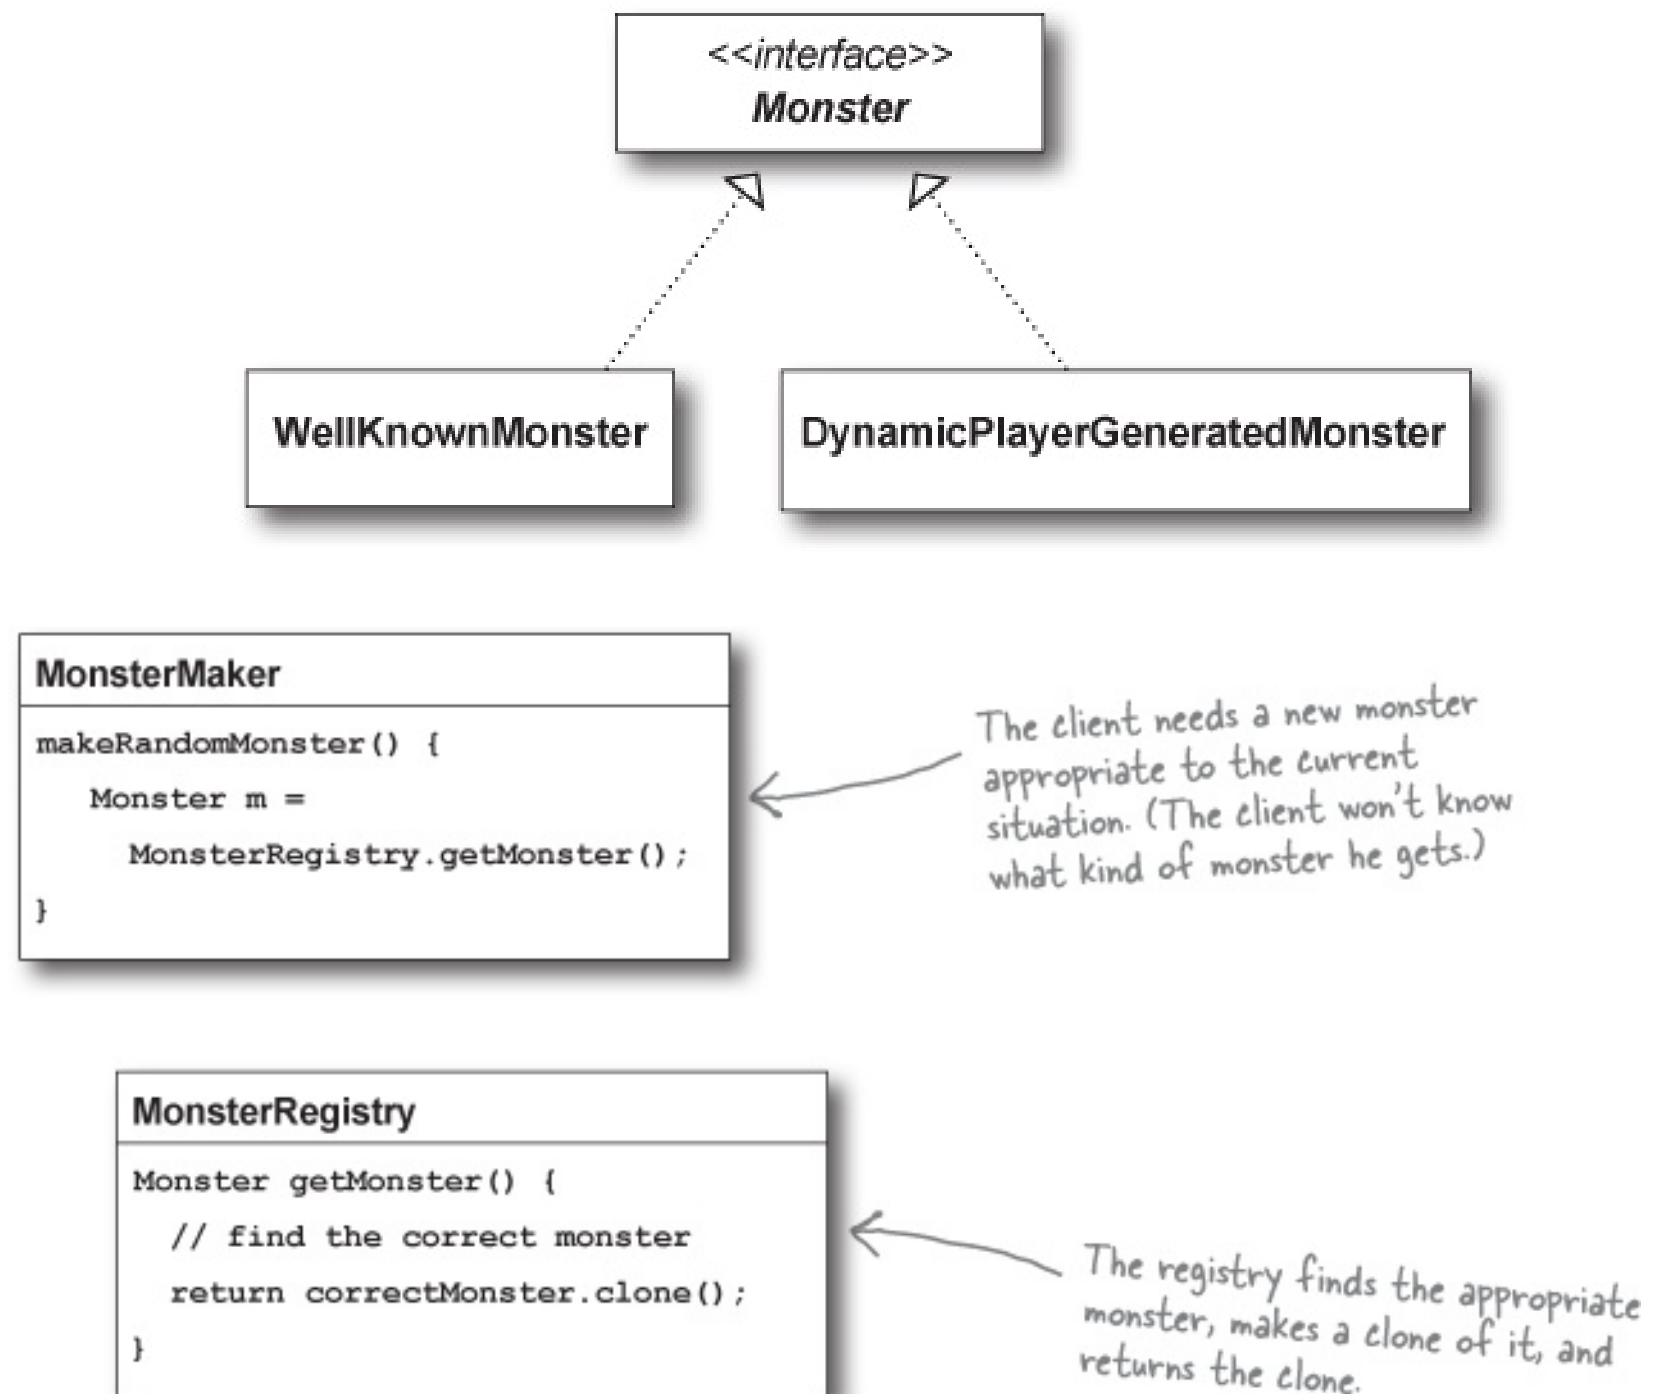 <<interface>>
Monster
WellKnownMonster
DynamicPlayerGeneratedMonster
MonsterMaker
makeRandomMonster() {
Monster m =
MonsterRegistry.getMonster();
}
The client needs a new monster
appropriate to the current
situation. (The client won't know
what kind of monster he gets.)
MonsterRegistry
Monster getMonster() {
// find the correct monster
return correctMonster.clone();
}
The registry finds the appropriate
monster, makes a clone of it, and
returns the clone.